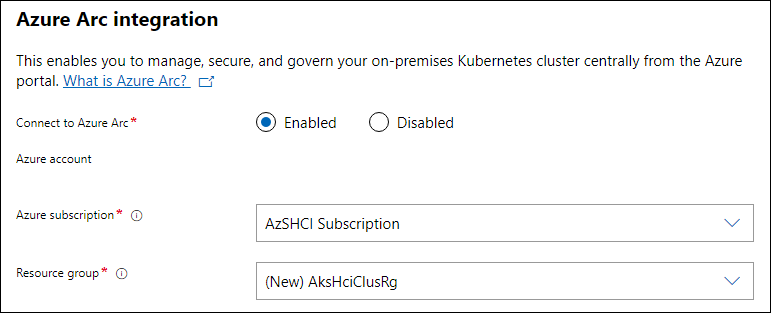 Azure Arc integration
This enables you to manage, secure, and govern your on-premises Kubernetes cluster centrally from the Azure
portal. What is Azure Arc?
Connect to Azure Arc* Enabled Disabled
Azure account
Azure subscription* AzSHCI Subscription
Resource group* (New) AksHciClusRg